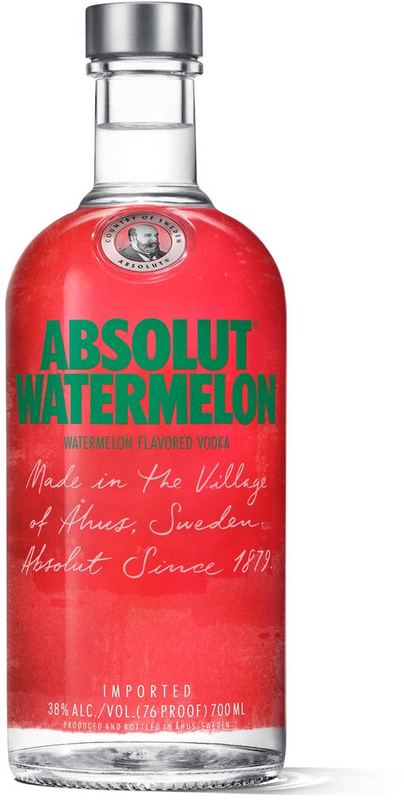 COUNTRY OF SWEDEN
ABSOLUT®
ABSOLUT®
WATERMELON
WATERMELON FLAVORED VODKA
Made in the Village
of Åhus, Sweden.
Absolut Since 1879.
IMPORTED
38% ALC./VOL.(76 PROOF) 700ML
PRODUCED AND BOTTLED IN ÅHUS, SWEDEN